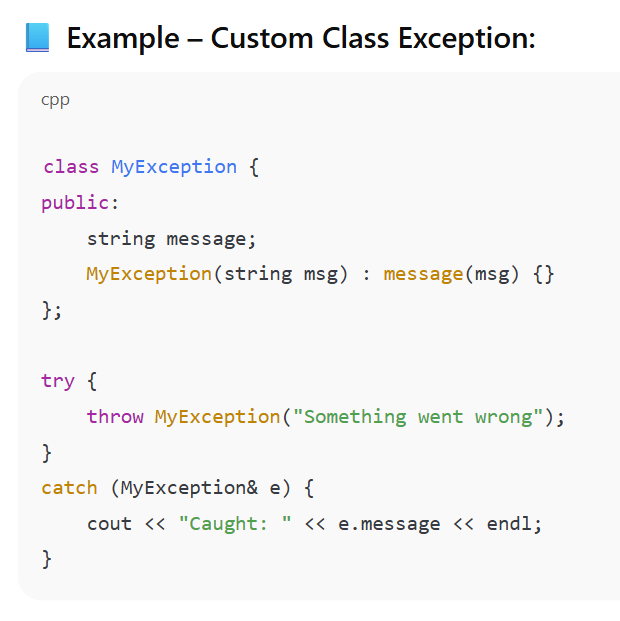 Example – Custom Class Exception:
cpp
class MyException {
public:
    string message;
    MyException(string msg) : message(msg) {}
};
try {
    throw MyException("Something went wrong");
}
catch (MyException& e) {
    cout << "Caught: " << e.message << endl;
}